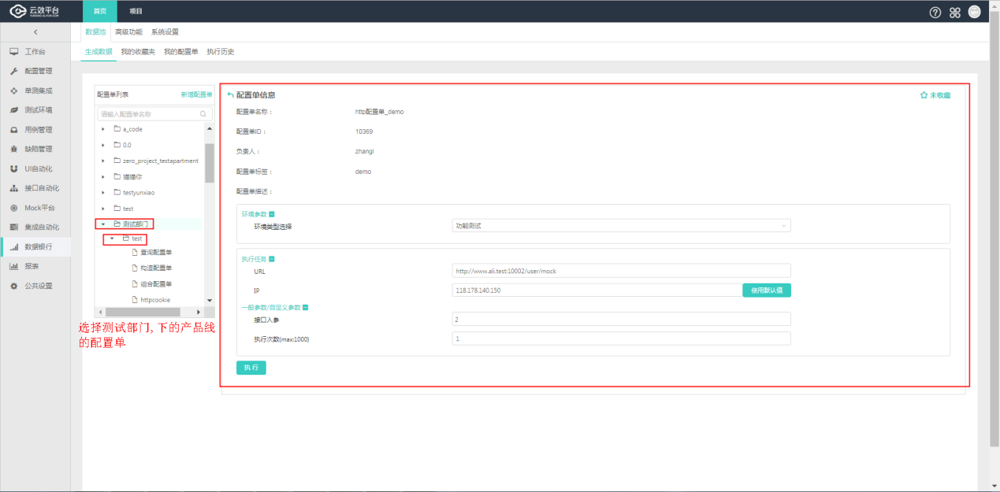 云效平台
首页 项目
数据池 高级功能 系统设置
生成数据 我的收藏夹 我的配置单 执行历史
工作台
配置管理
单测集成
测试环境
用例管理
缺陷管理
UI自动化
接口自动化
Mock平台
集成自动化
数据银行
报表
公共设置
配置单列表 新增配置单
请输入配置单名称
a_code
0.0
zero_project_testapartment
猫猫你
testyunxiao
test
测试部门
test
查询配置单
构造配置单
组合配置单
httpcookie
选择测试部门,下的产品线
的配置单
配置单信息 未收藏
配置单名称： http配置单_demo
配置单ID： 10369
负责人： zhangl
配置单标签： demo
配置单描述：
环境参数
环境类型选择 功能测试
执行任务
URL http://www.ali.test:10002/user/mock
IP 118.178.140.150 使用默认值
一般参数/自定义参数
接口入参 2
执行次数(max:1000) 1
执行